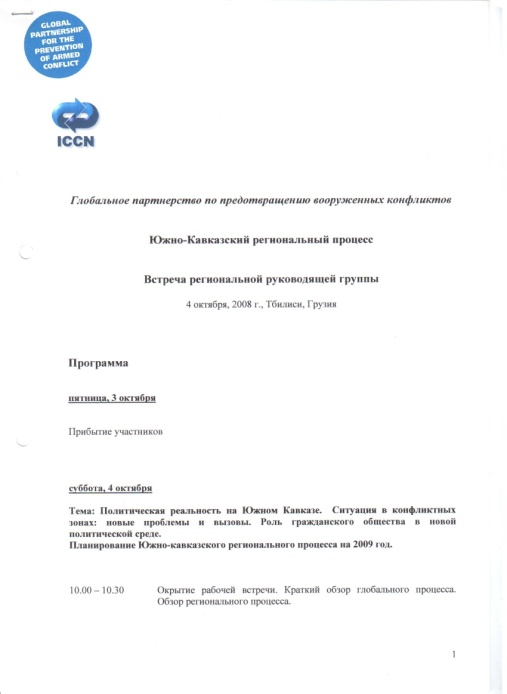 GLOBAL
PARTNERSHIP
FOR THE
PREVENTION
OF ARMED
CONFLICT
ICCN
Глобальное партнерство по предотвращению вооруженных конфликтов
Южно-Кавказский региональный процесс
Встреча региональной руководящей группы
4 октября, 2008 г., Тбилиси, Грузия
Программа
пятница, 3 октября
Прибытие участников
суббота, 4 октября
Тема: Политическая реальность на Южном Кавказе. Ситуация в конфликтных
зонах: новые проблемы и вызовы. Роль гражданского общества в новой
политической среде.
Планирование Южно-кавказского регионального процесса на 2009 год.
10.00 – 10.30 Окрытие рабочей встречи. Краткий обзор глобального процесса.
Обзор регионального процесса.
1